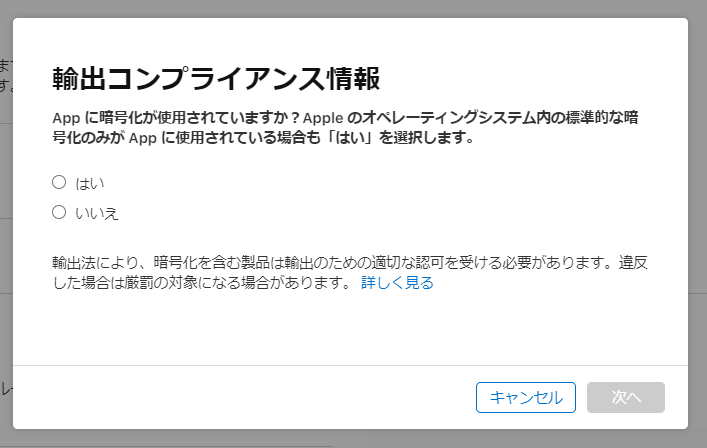 ます
す。
輸出コンプライアンス情報
App に暗号化が使用されていますか？Apple のオペレーティングシステム内の標準的な暗
号化のみが App に使用されている場合も「はい」を選択します。
はい
いいえ
輸出法により、暗号化を含む製品は輸出のための適切な認可を受ける必要があります。違反
した場合は厳罰の対象になる場合があります。 詳しく見る
キャンセル
次へ